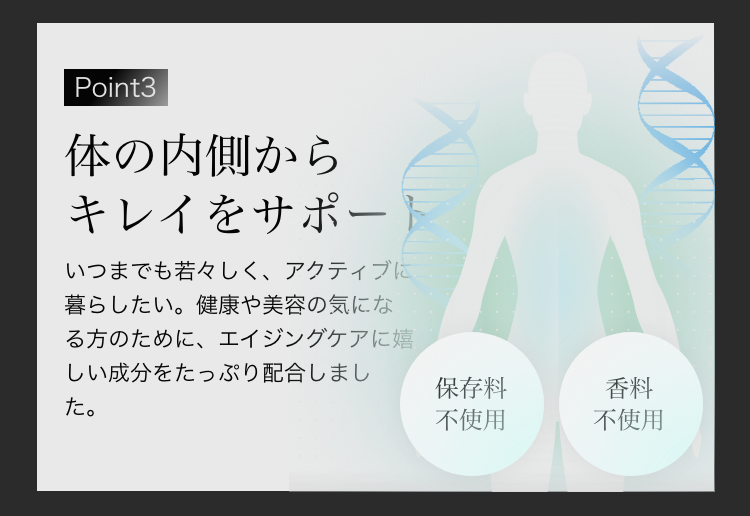 Point3
体の内側から
キレイをサポート
いつまでも若々しく、アクティブに
暮らしたい。健康や美容の気にな
る方のために、エイジングケアに嬉
しい成分をたっぷり配合しまし
た。
保存料
不使用
香料
不使用